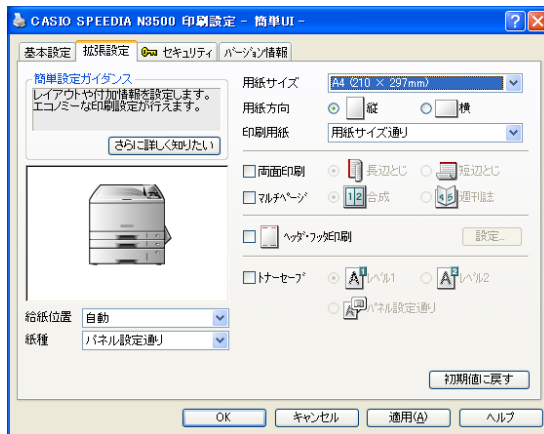 CASIO SPEEDIA N3500 印刷設定 - 簡単UI -
基本設定 拡張設定 セキュリティ バージョン情報
簡単設定ガイダンス
レイアウトや付加情報を設定します。
エコノミーな印刷設定が行えます。
さらに詳しく知りたい
用紙サイズ A4 (210 × 297mm)
用紙方向 縦 横
印刷用紙 用紙サイズ通り
両面印刷 長辺とじ 短辺とじ
マルチページ 12 合成 45 週刊誌
ヘッダ・フッタ印刷 設定...
トナーセーブ A1 レベル1 A2 レベル2
A パネル設定通り
給紙位置 自動
紙種 パネル設定通り
初期値に戻す
OK キャンセル 適用(A) ヘルプ